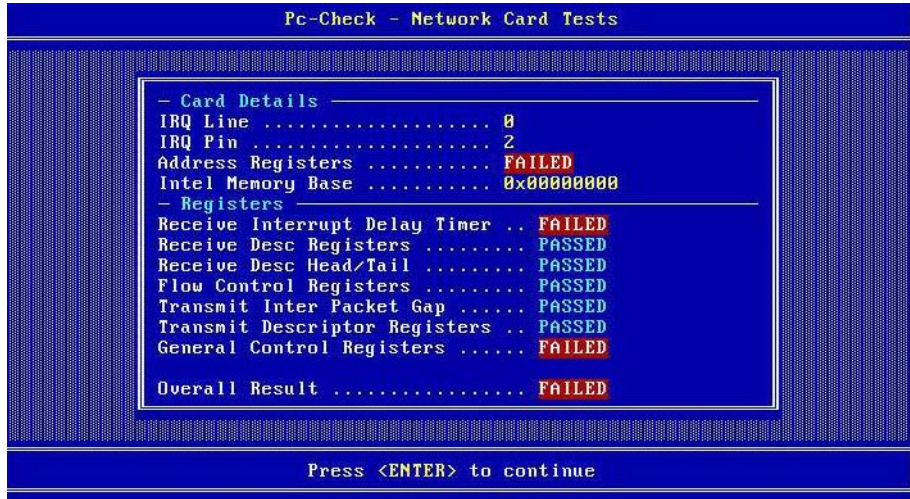 Pc-Check - Network Card Tests
— Card Details —
IRQ Line .................... 0
IRQ Pin ..................... 2
Address Registers ........... FAILED
Intel Memory Base ........... 0x00000000
— Registers —
Receive Interrupt Delay Timer .. FAILED
Receive Desc Registers ......... PASSED
Receive Desc Head/Tail ......... PASSED
Flow Control Registers ......... PASSED
Transmit Inter Packet Gap ...... PASSED
Transmit Descriptor Registers .. PASSED
General Control Registers ...... FAILED
Overall Result ................. FAILED
Press <ENTER> to continue